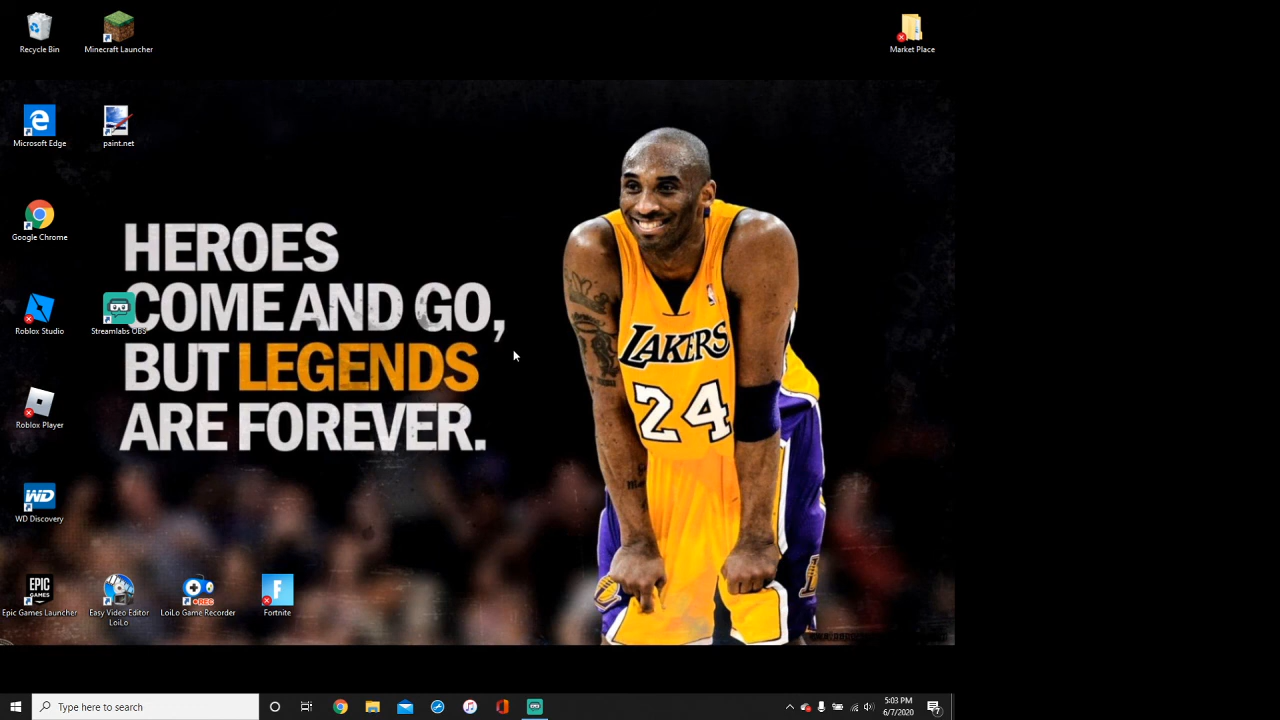 Recycle Bin
Minecraft Launcher
Market Place
Microsoft Edge
paint.net
Google Chrome
HEROES
COME AND GO,
BUT LEGENDS
ARE FOREVER.
LAKERS
24
Roblox Studio
Streamlabs OBS
Roblox Player
WD
WD Discovery
EPIC
GAMES
Epic Games Launcher
Easy Video Editor
LoiLo
REC
LoiLo Game Recorder
F
Fortnite
Type here to search
5:03 PM
6/7/2020
7